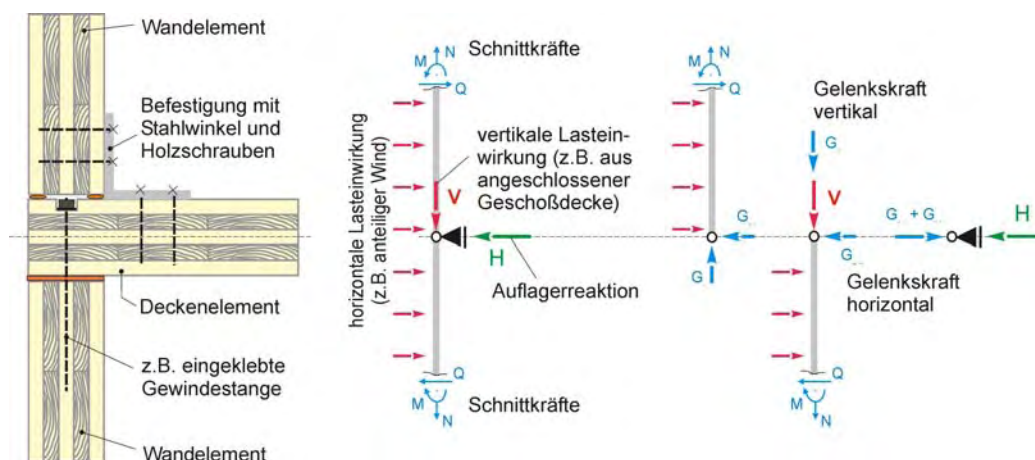 Wandelement
Befestigung mit
Stahlwinkel und
Holzschrauben
Deckenelement
z.B. eingeklebte
Gewindestange
Wandelement
horizontale Lasteinwirkung
(z.B. anteiliger Wind)
M
N
Q
Schnittkräfte
vertikale Lastein-
wirkung (z.B. aus
angeschlossener
Geschoßdecke)
V
H
Auflagerreaktion
Q
M
N
Schnittkräfte
M
N
Q
G
G
Gelenkskraft
vertikal
G
V
G
G + G
H
Gelenkskraft
horizontal
Q
M
N